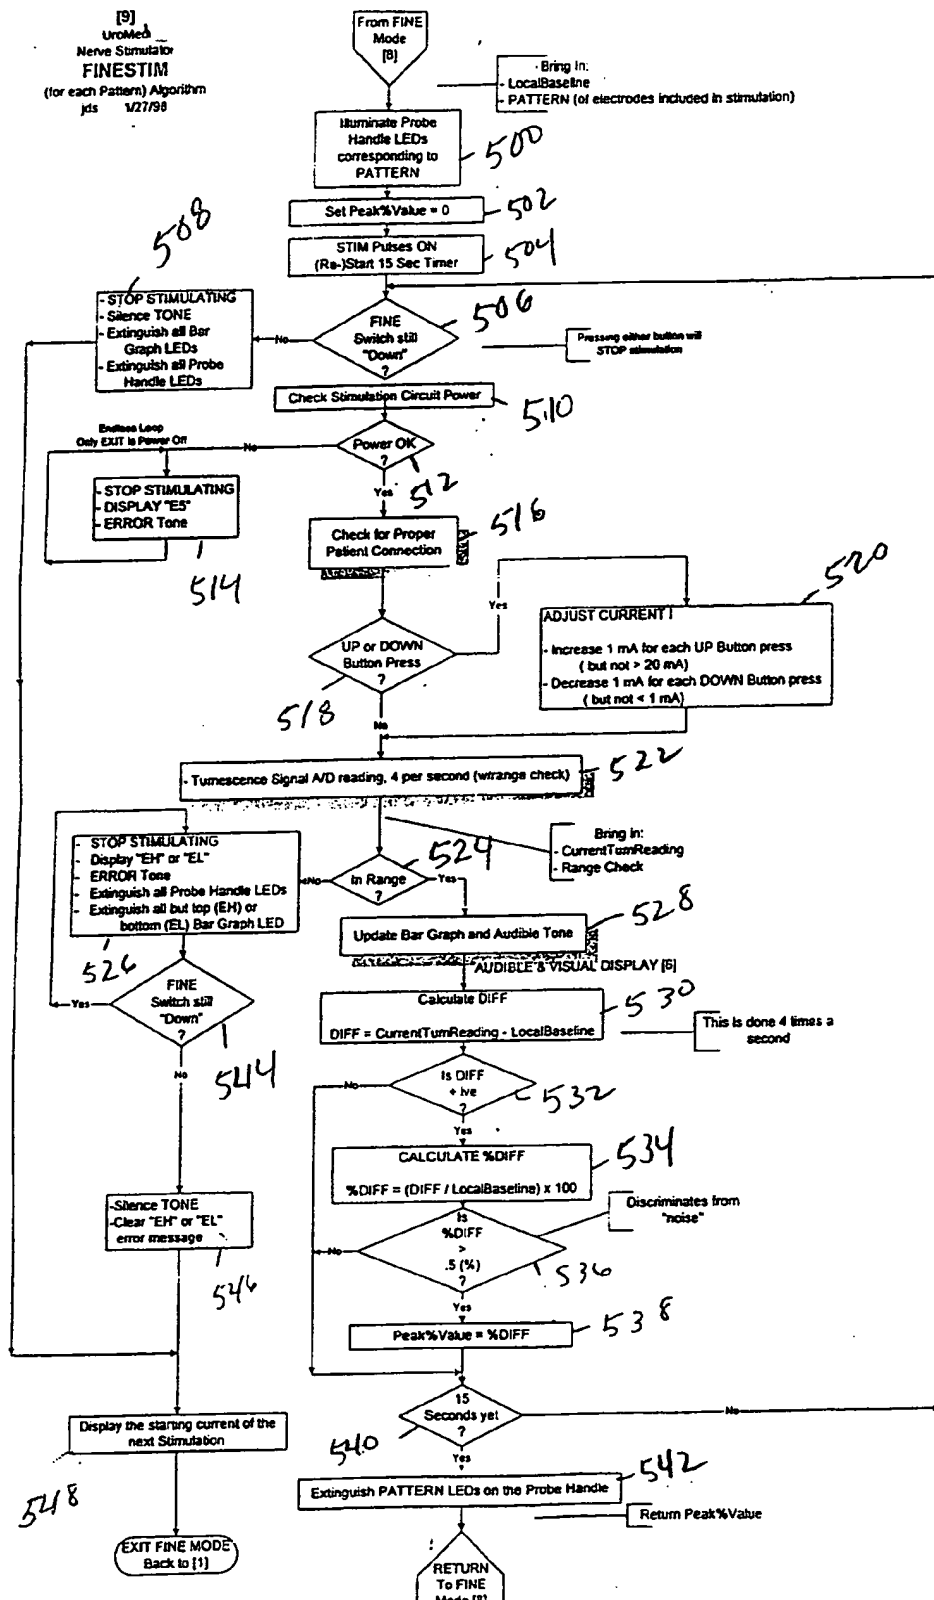 [9]
UroMed
Nerve Stimulator
FINESTIM
(for each Pattern) Algorithm
jds 1/27/98
From FINE
Mode
[8]
Bring In:
- LocalBaseline
- PATTERN (of electrodes included in stimulation)
Illuminate Probe
Handle LEDs
corresponding to
PATTERN
500
Set Peak%Value = 0
502
STIM Pulses ON
(Re-)Start 15 Sec Timer
504
508
- STOP STIMULATING
- Silence TONE
- Extinguish all Bar
Graph LEDs
- Extinguish all Probe
Handle LEDs
No
FINE
Switch still
"Down"
?
506
Pressing either button will
STOP stimulation
Check Stimulation Circuit Power
510
Endless Loop
Only EXIT is Power Off
No
Power OK
?
512
Yes
- STOP STIMULATING
- DISPLAY "E5"
- ERROR Tone
514
Check for Proper
Patient Connection
516
Yes
520
ADJUST CURRENT I
- Increase 1 mA for each UP Button press
( but not > 20 mA)
- Decrease 1 mA for each DOWN Button press
( but not < 1 mA)
UP or DOWN
Button Press
?
518
No
- Tumescence Signal A/D reading, 4 per second (w/range check)
522
- STOP STIMULATING
- Display "EH" or "EL"
- ERROR Tone
- Extinguish all Probe Handle LEDs
- Extinguish all but top (EH) or
bottom (EL) Bar Graph LED
526
No
In Range
?
524
Yes
Bring In:
- CurrentTumReading
- Range Check
Update Bar Graph and Audible Tone
528
AUDIBLE & VISUAL DISPLAY [6]
Yes
FINE
Switch still
"Down"
?
544
No
Calculate DIFF
DIFF = CurrentTumReading - LocalBaseline
530
This is done 4 times a
second
No
Is DIFF
+ ive
?
532
Yes
CALCULATE %DIFF
%DIFF = (DIFF / LocalBaseline) x 100
534
-Silence TONE
-Clear "EH" or "EL"
error message
546
No
Is
%DIFF
>
.5 (%)
?
536
Discriminates from
"noise"
Yes
Peak%Value = %DIFF
538
15
Seconds yet
?
540
No
Yes
Display the starting current of the
next Stimulation
548
Extinguish PATTERN LEDs on the Probe Handle
542
Return Peak%Value
EXIT FINE MODE
Back to [1]
RETURN
To FINE
Mode [8]